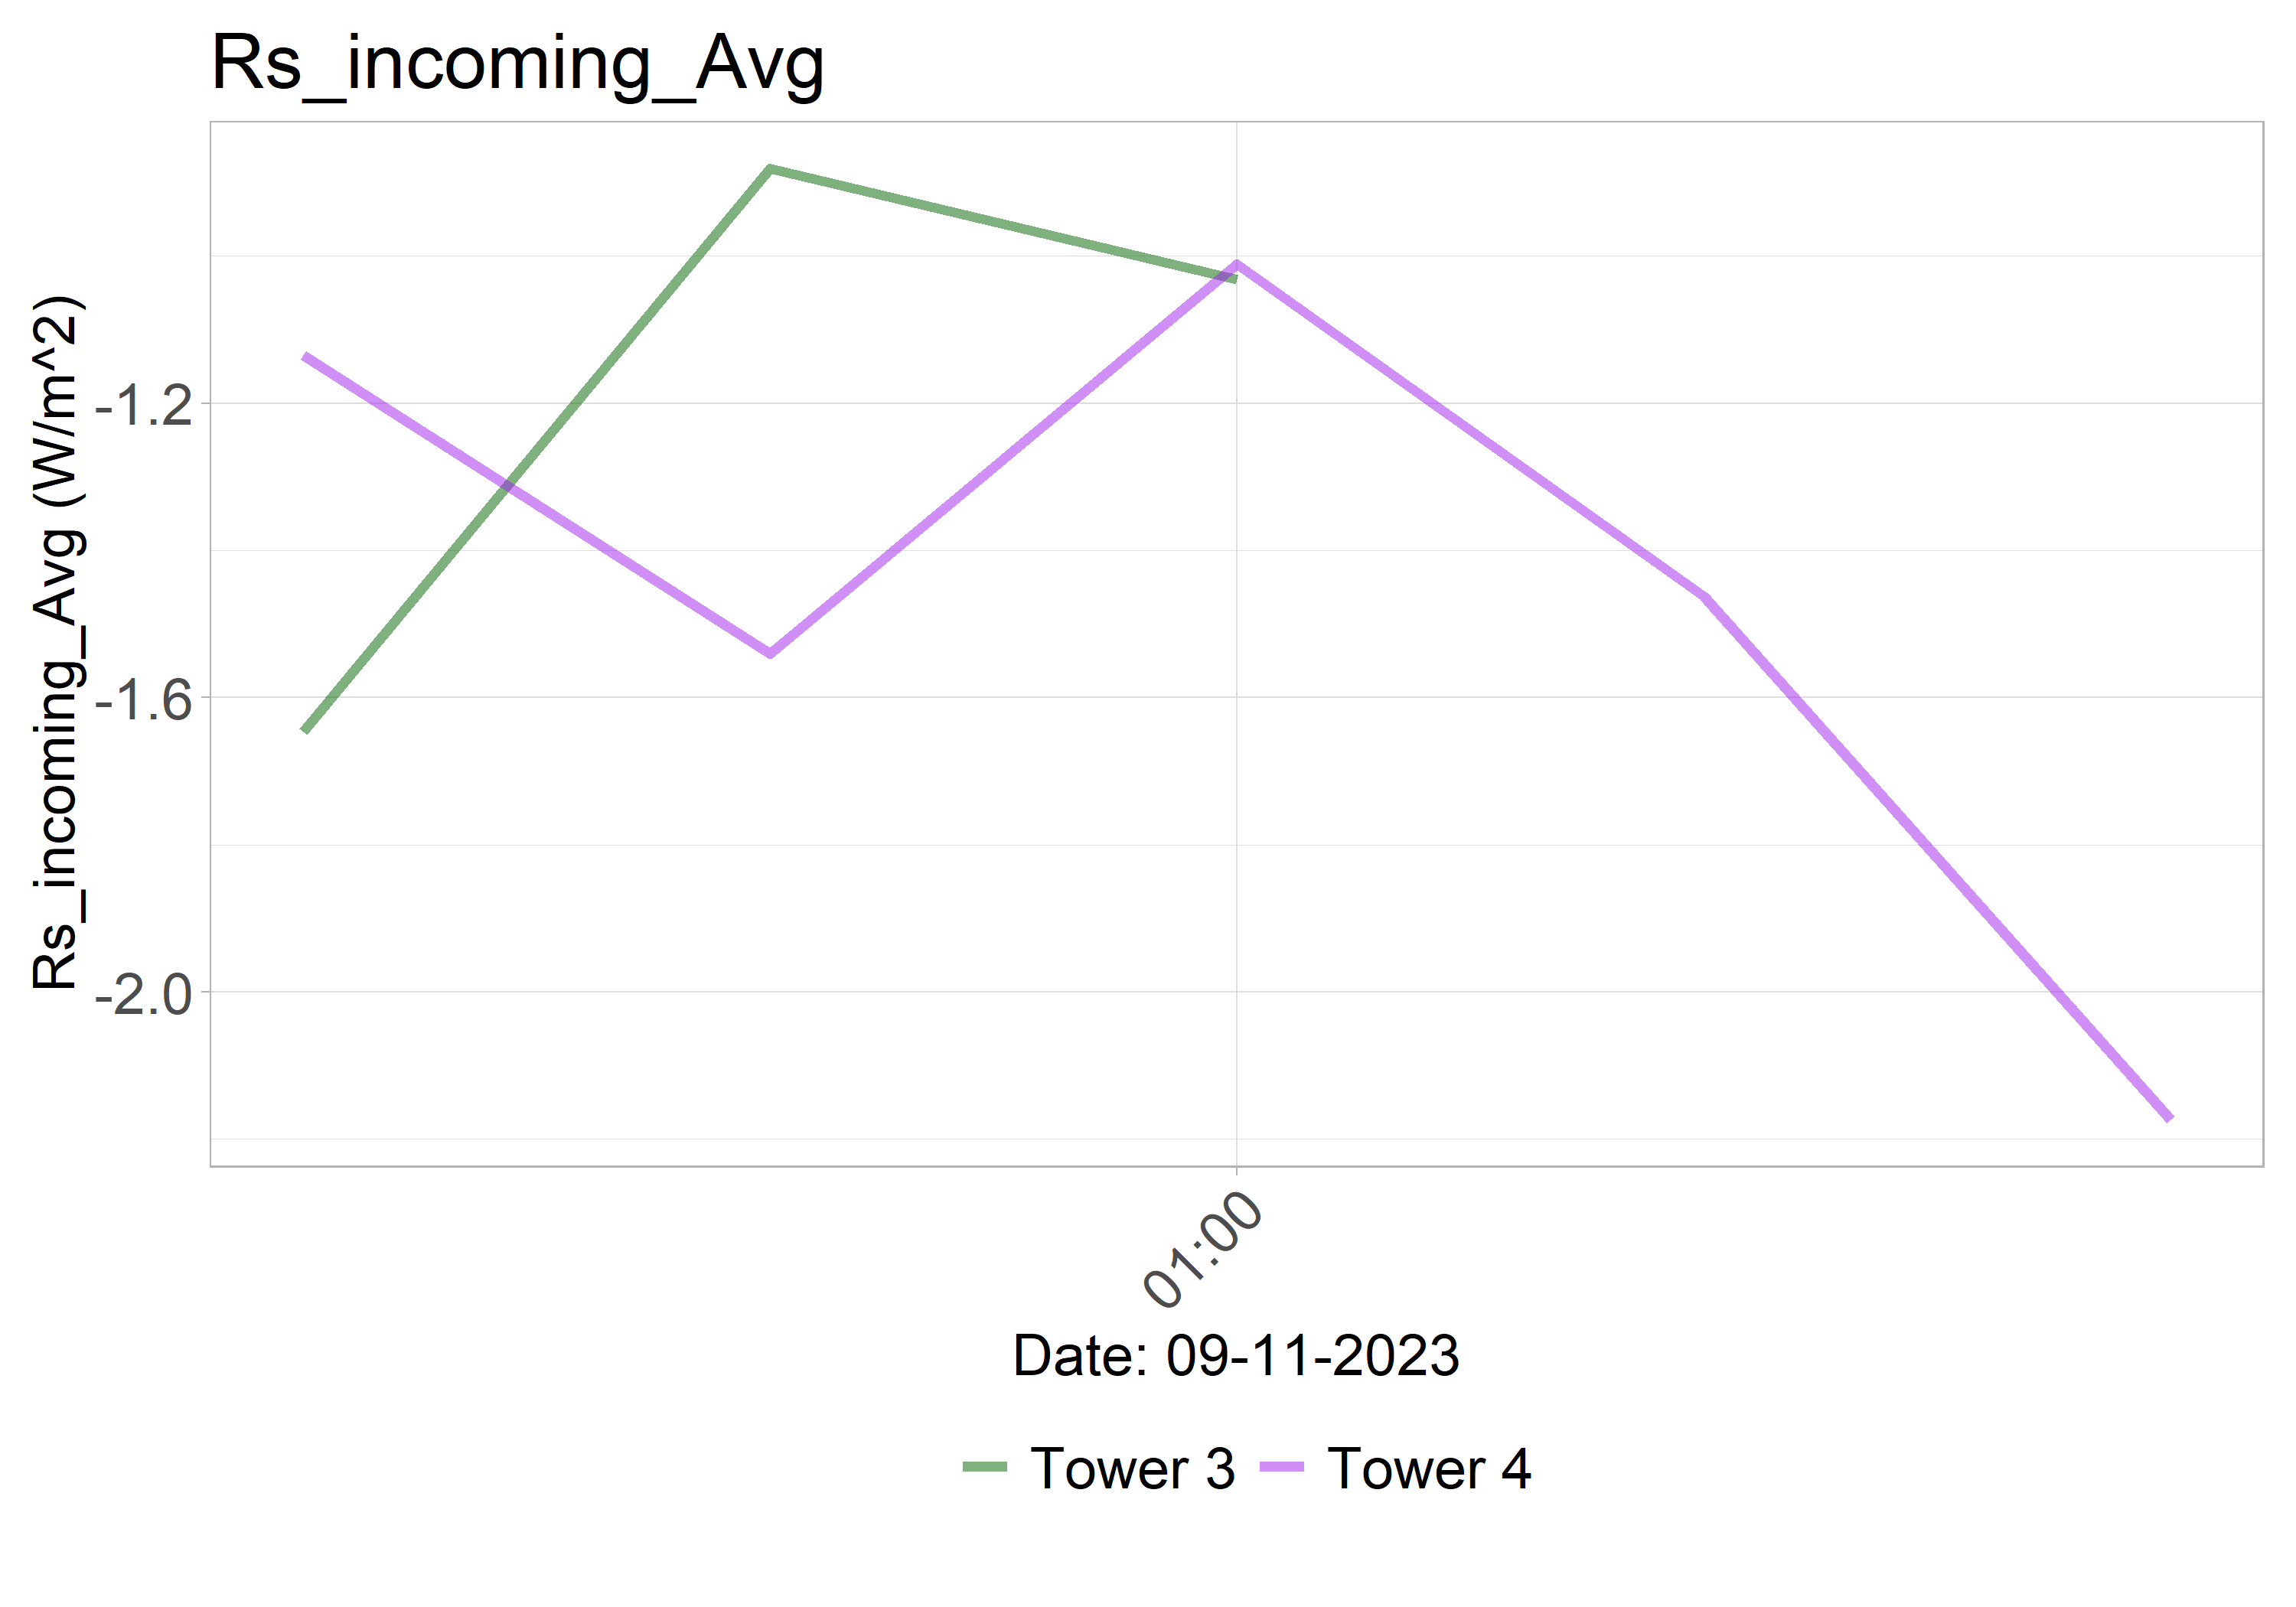 Rs_incoming_Avg
Rs_incoming_Avg (W/m^2)
-1.2
-1.6
-2.0
01:00
Date: 09-11-2023
Tower 3 Tower 4